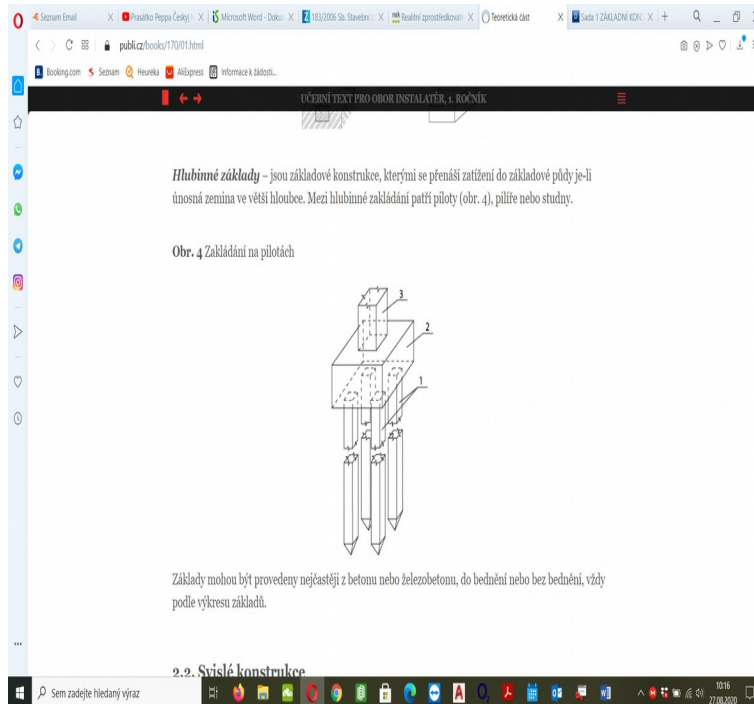 Seznam Email
Prasátko Peppa Český
Microsoft Word - Dokum
183/2006 Sb. Stavební z
Realitní zprostředkovate
Teoretická část
Sada 1 ZÁKLADNÍ KON
publi.cz/books/170/01.html
Booking.com
Seznam
Heureka
AliExpress
Informace k žádosti...
UČEBNÍ TEXT PRO OBOR INSTALATÉR, 1. ROČNÍK
Hlubinné základy – jsou základové konstrukce, kterými se přenáší zatížení do základové půdy je-li
únosná zemina ve větší hloubce. Mezi hlubinné zakládání patří piloty (obr. 4), pilíře nebo studny.
Obr. 4 Zakládání na pilotách
3
2
1
Základy mohou být provedeny nejčastěji z betonu nebo železobetonu, do bednění nebo bez bednění, vždy
podle výkresu základů.
2.2. Svislé konstrukce
Sem zadejte hledaný výraz
10:16
27.08.2020